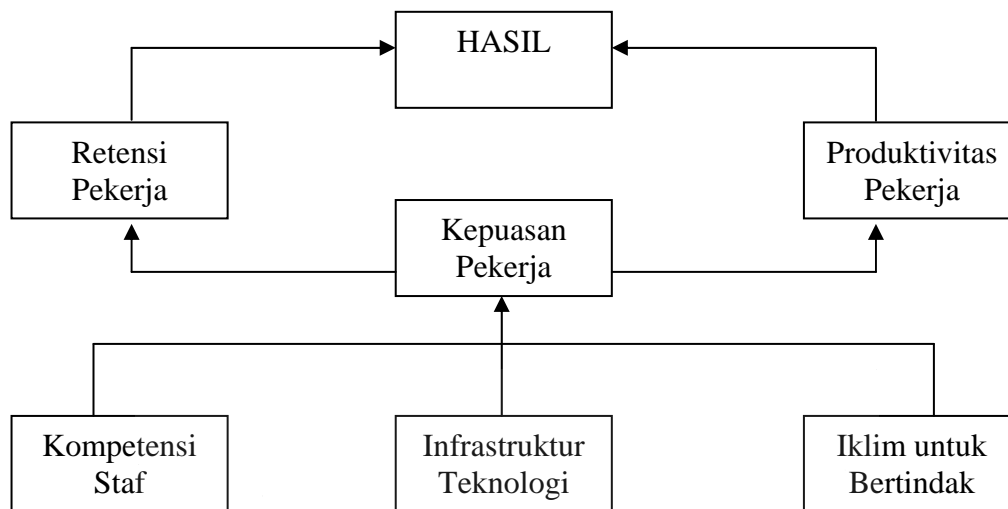 HASIL
Retensi
Pekerja
Produktivitas
Pekerja
Kepuasan
Pekerja
Kompetensi
Staf
Infrastruktur
Teknologi
Iklim untuk
Bertindak